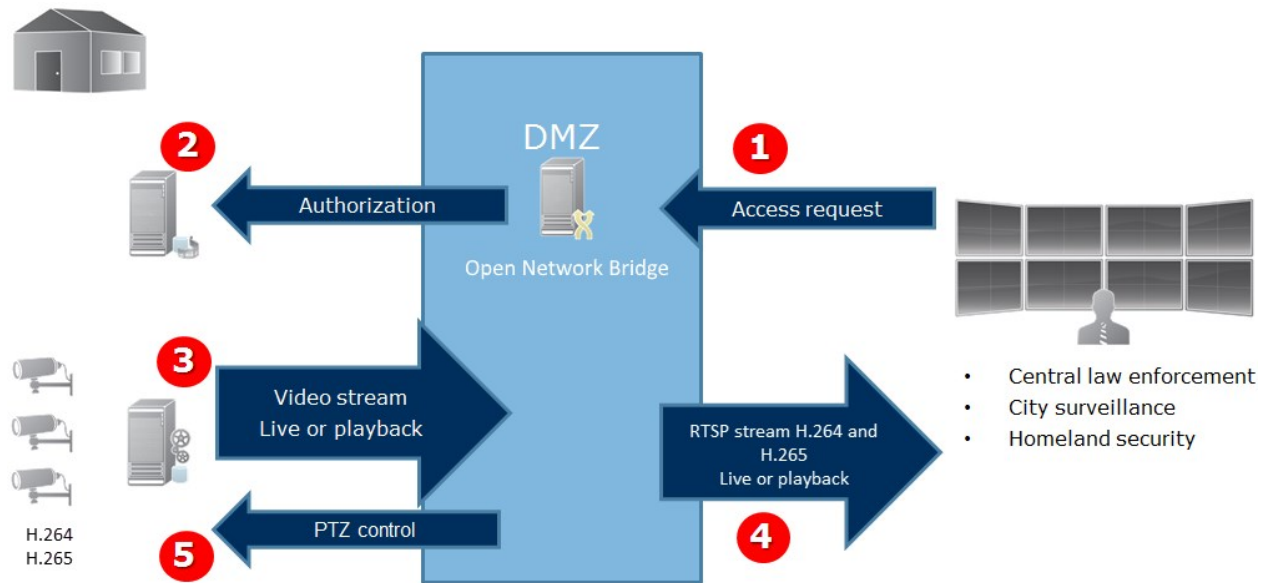 DMZ
2
1
Authorization
Access request
Open Network Bridge
3
Video stream
Live or playback
RTSP stream H.264 and
H.265
Live or playback
• Central law enforcement
• City surveillance
• Homeland security
PTZ control
4
H.264
H.265
5